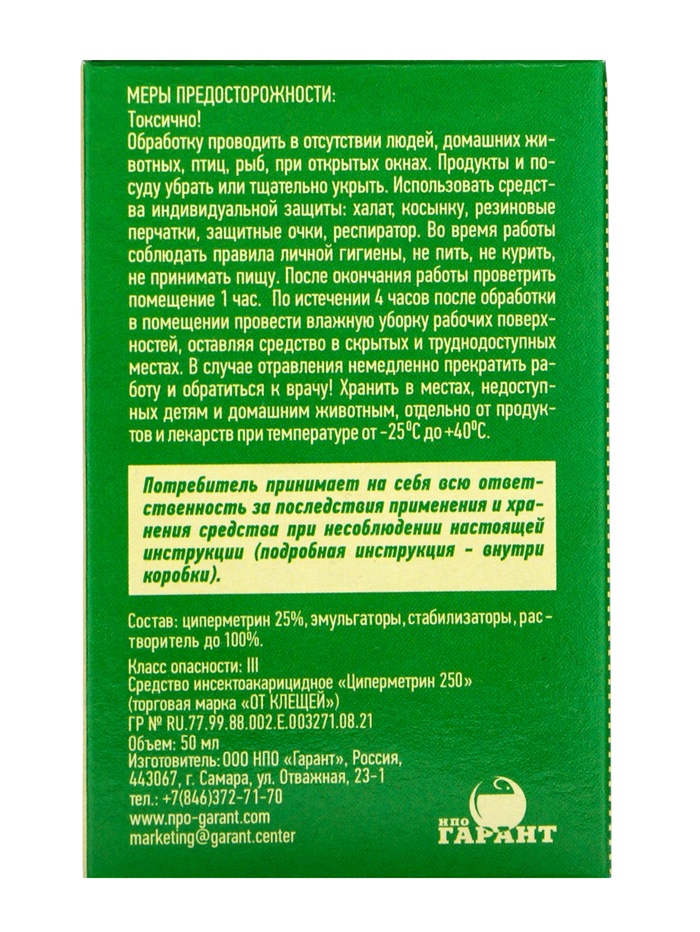 МЕРЫ ПРЕДОСТОРОЖНОСТИ:
Токсично!
Обработку проводить в отсутствии людей, домашних жи-
вотных, птиц, рыб, при открытых окнах. Продукты и по-
суду убрать или тщательно укрыть. Использовать средст-
ва индивидуальной защиты: халат, косынку, резиновые
перчатки, защитные очки, респиратор. Во время работы
соблюдать правила личной гигиены, не пить, не курить,
не принимать пищу. После окончания работы проветрить
помещение 1 час. По истечении 4 часов после обработки
в помещении провести влажную уборку рабочих поверх-
ностей, оставляя средство в скрытых и труднодоступных
местах. В случае отравления немедленно прекратить ра-
боту и обратиться к врачу! Хранить в местах, недоступ-
ных детям и домашним животным, отдельно от продук-
тов и лекарств при температуре от -25⁰С до +40⁰С.
Потребитель принимает на себя всю ответ-
ственность за последствия применения и хра-
нения средства при несоблюдении настоящей
инструкции (подробная инструкция - внутри
коробки).
Состав: циперметрин 25%, эмульгаторы, стабилизаторы, рас-
творитель до 100%.
Класс опасности: III
Средство инсектоакарицидное «Циперметрин 250»
(торговая марка «ОТ КЛЕЩЕЙ»)
ГР № RU.77.99.88.002.Е.003271.08.21
Объем: 50 мл
Изготовитель: ООО НПО «Гарант», Россия,
443067, г. Самара, ул. Отважная, 23-1
тел.: +7(846)372-71-70
www.npo-garant.com
marketing@garant.center
НПО
ГАРАНТ